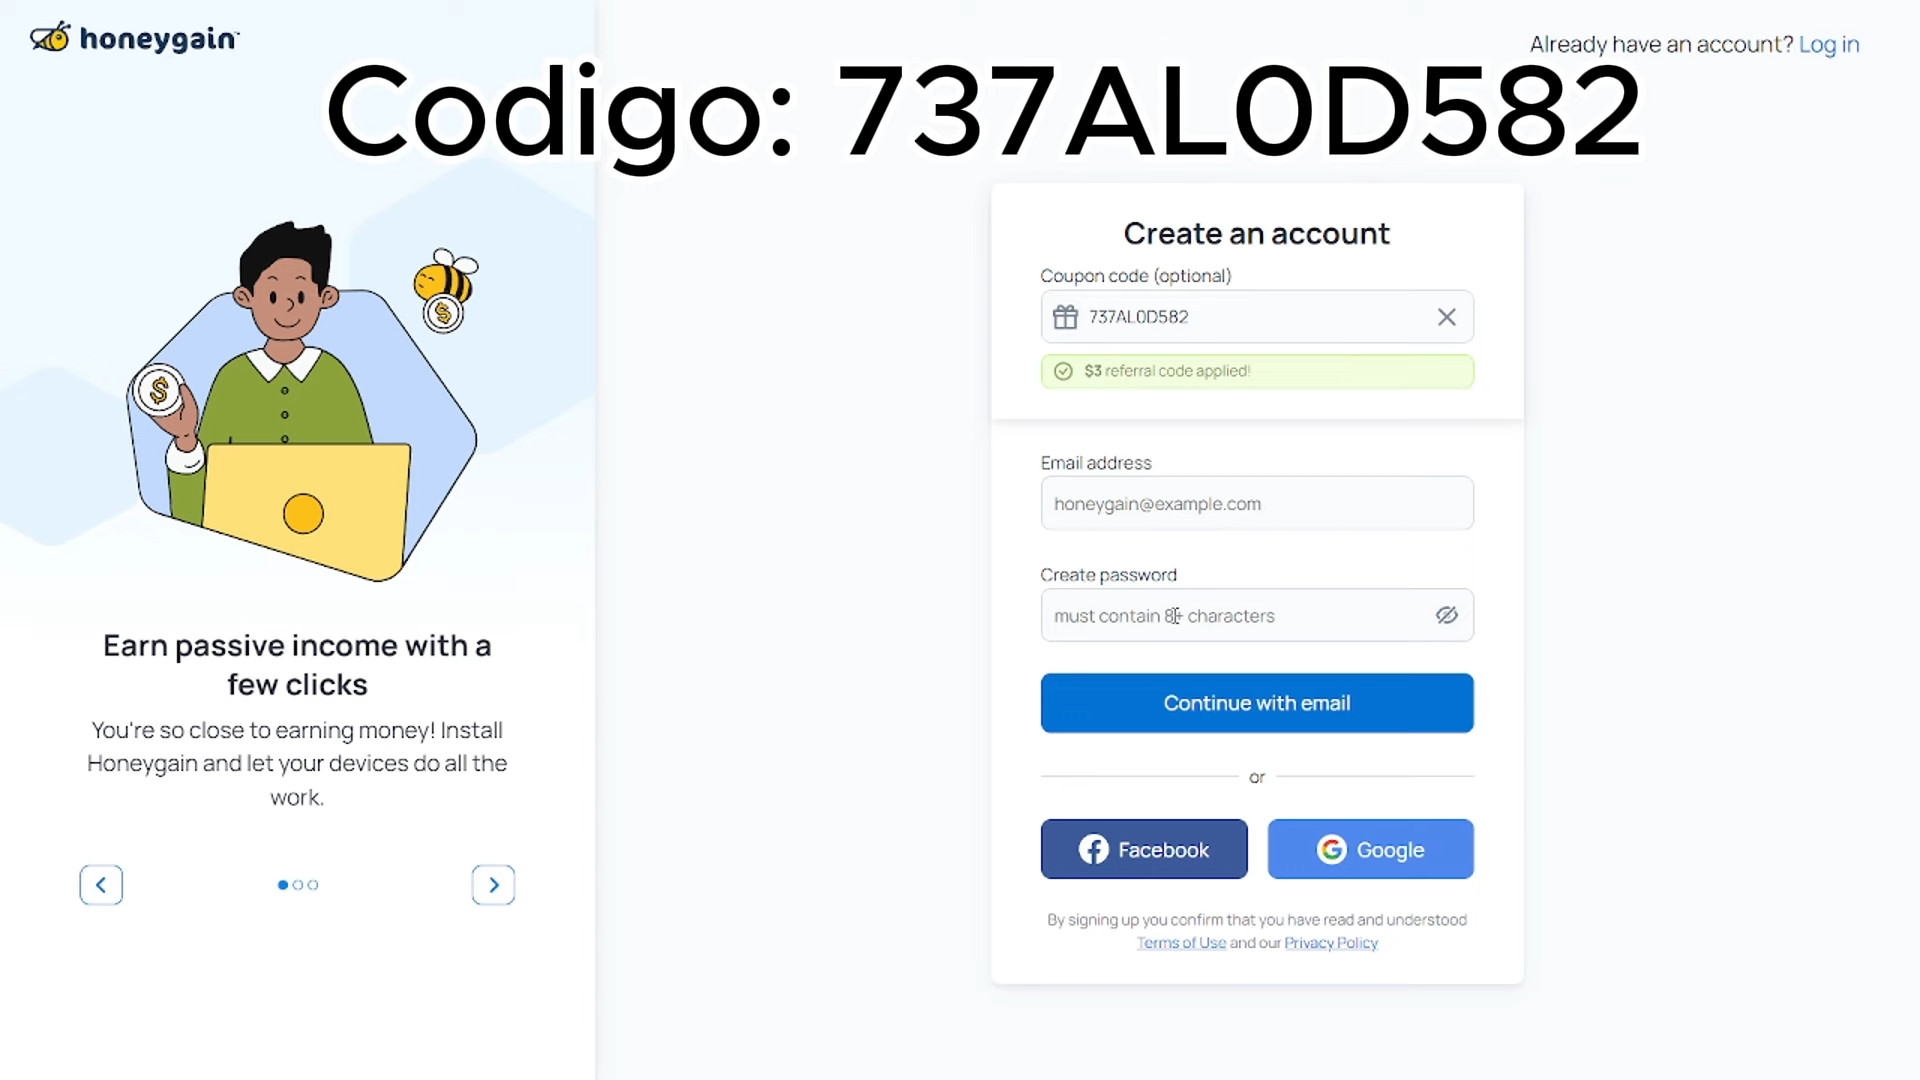 honeygain
Already have an account? Log in
Codigo: 737AL0D582
Create an account
Coupon code (optional)
737AL0D582
$3 referral code applied!
Email address
honeygain@example.com
Create password
must contain 8+ characters
Continue with email
or
Facebook
Google
By signing up you confirm that you have read and understood
Terms of Use and our Privacy Policy
Earn passive income with a
few clicks
You're so close to earning money! Install
Honeygain and let your devices do all the
work.